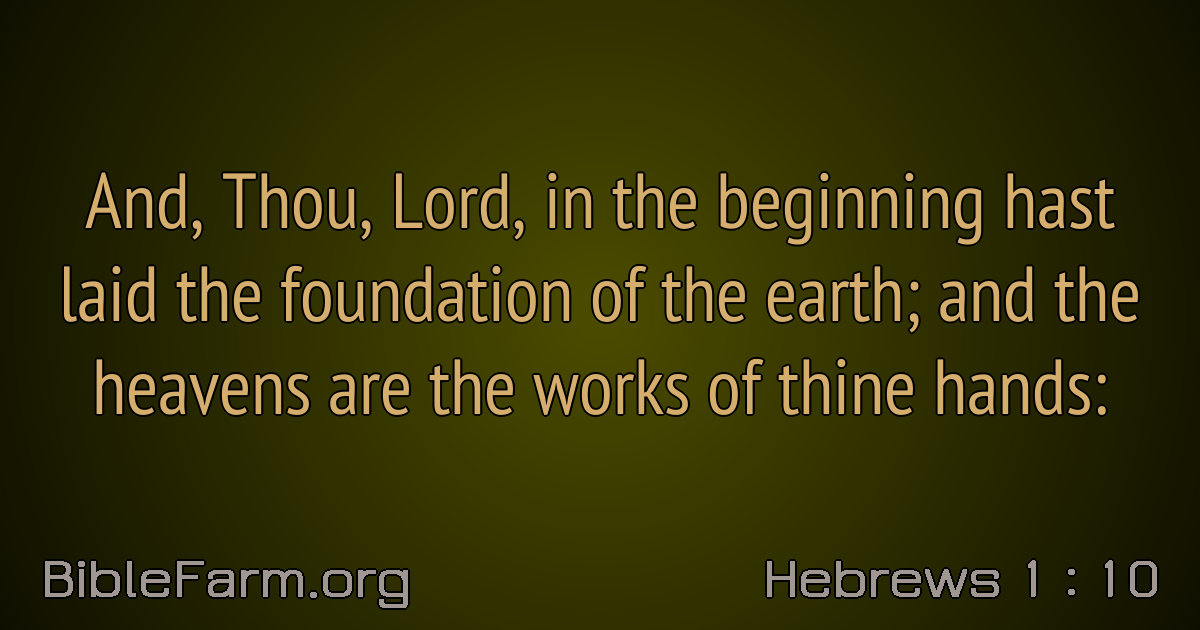 And, Thou, Lord, in the beginning hast
laid the foundation of the earth; and the
heavens are the works of thine hands:
BibleFarm.org
Hebrews 1 : 10